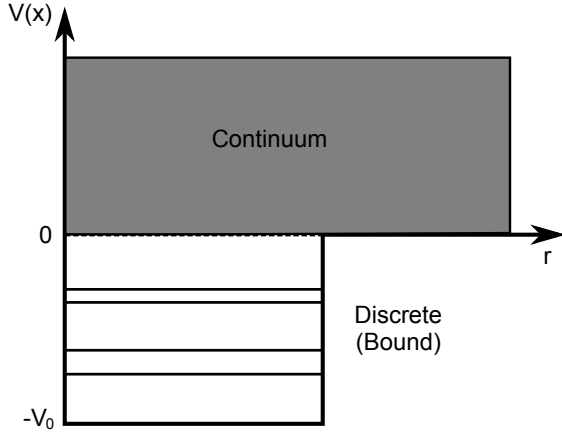 V(x)
Continuum
0
r
Discrete
(Bound)
-V₀